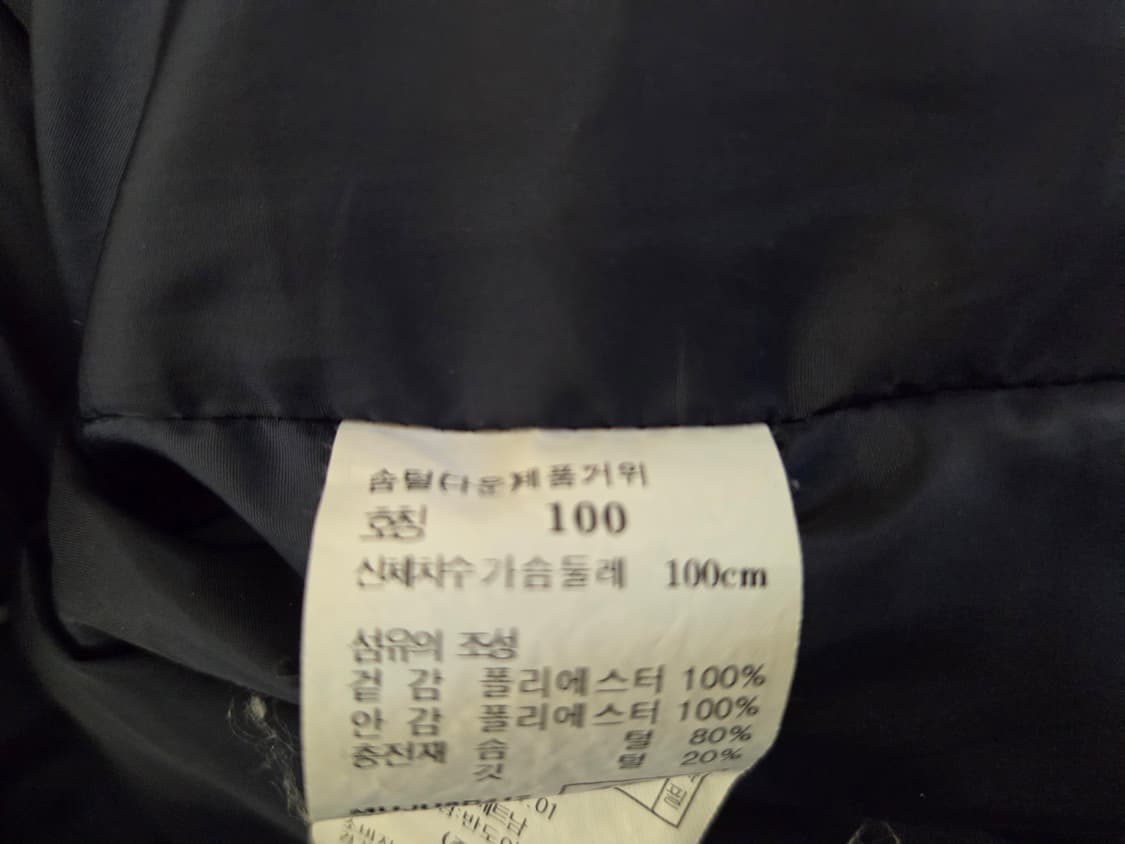 솜털(다운)제품거위
호칭 100
신체치수 가슴둘레 100cm
섬유의 조성
겉 감 폴리에스터 100%
안 감 폴리에스터 100%
충전재 솜 털 80%
깃 털 20%